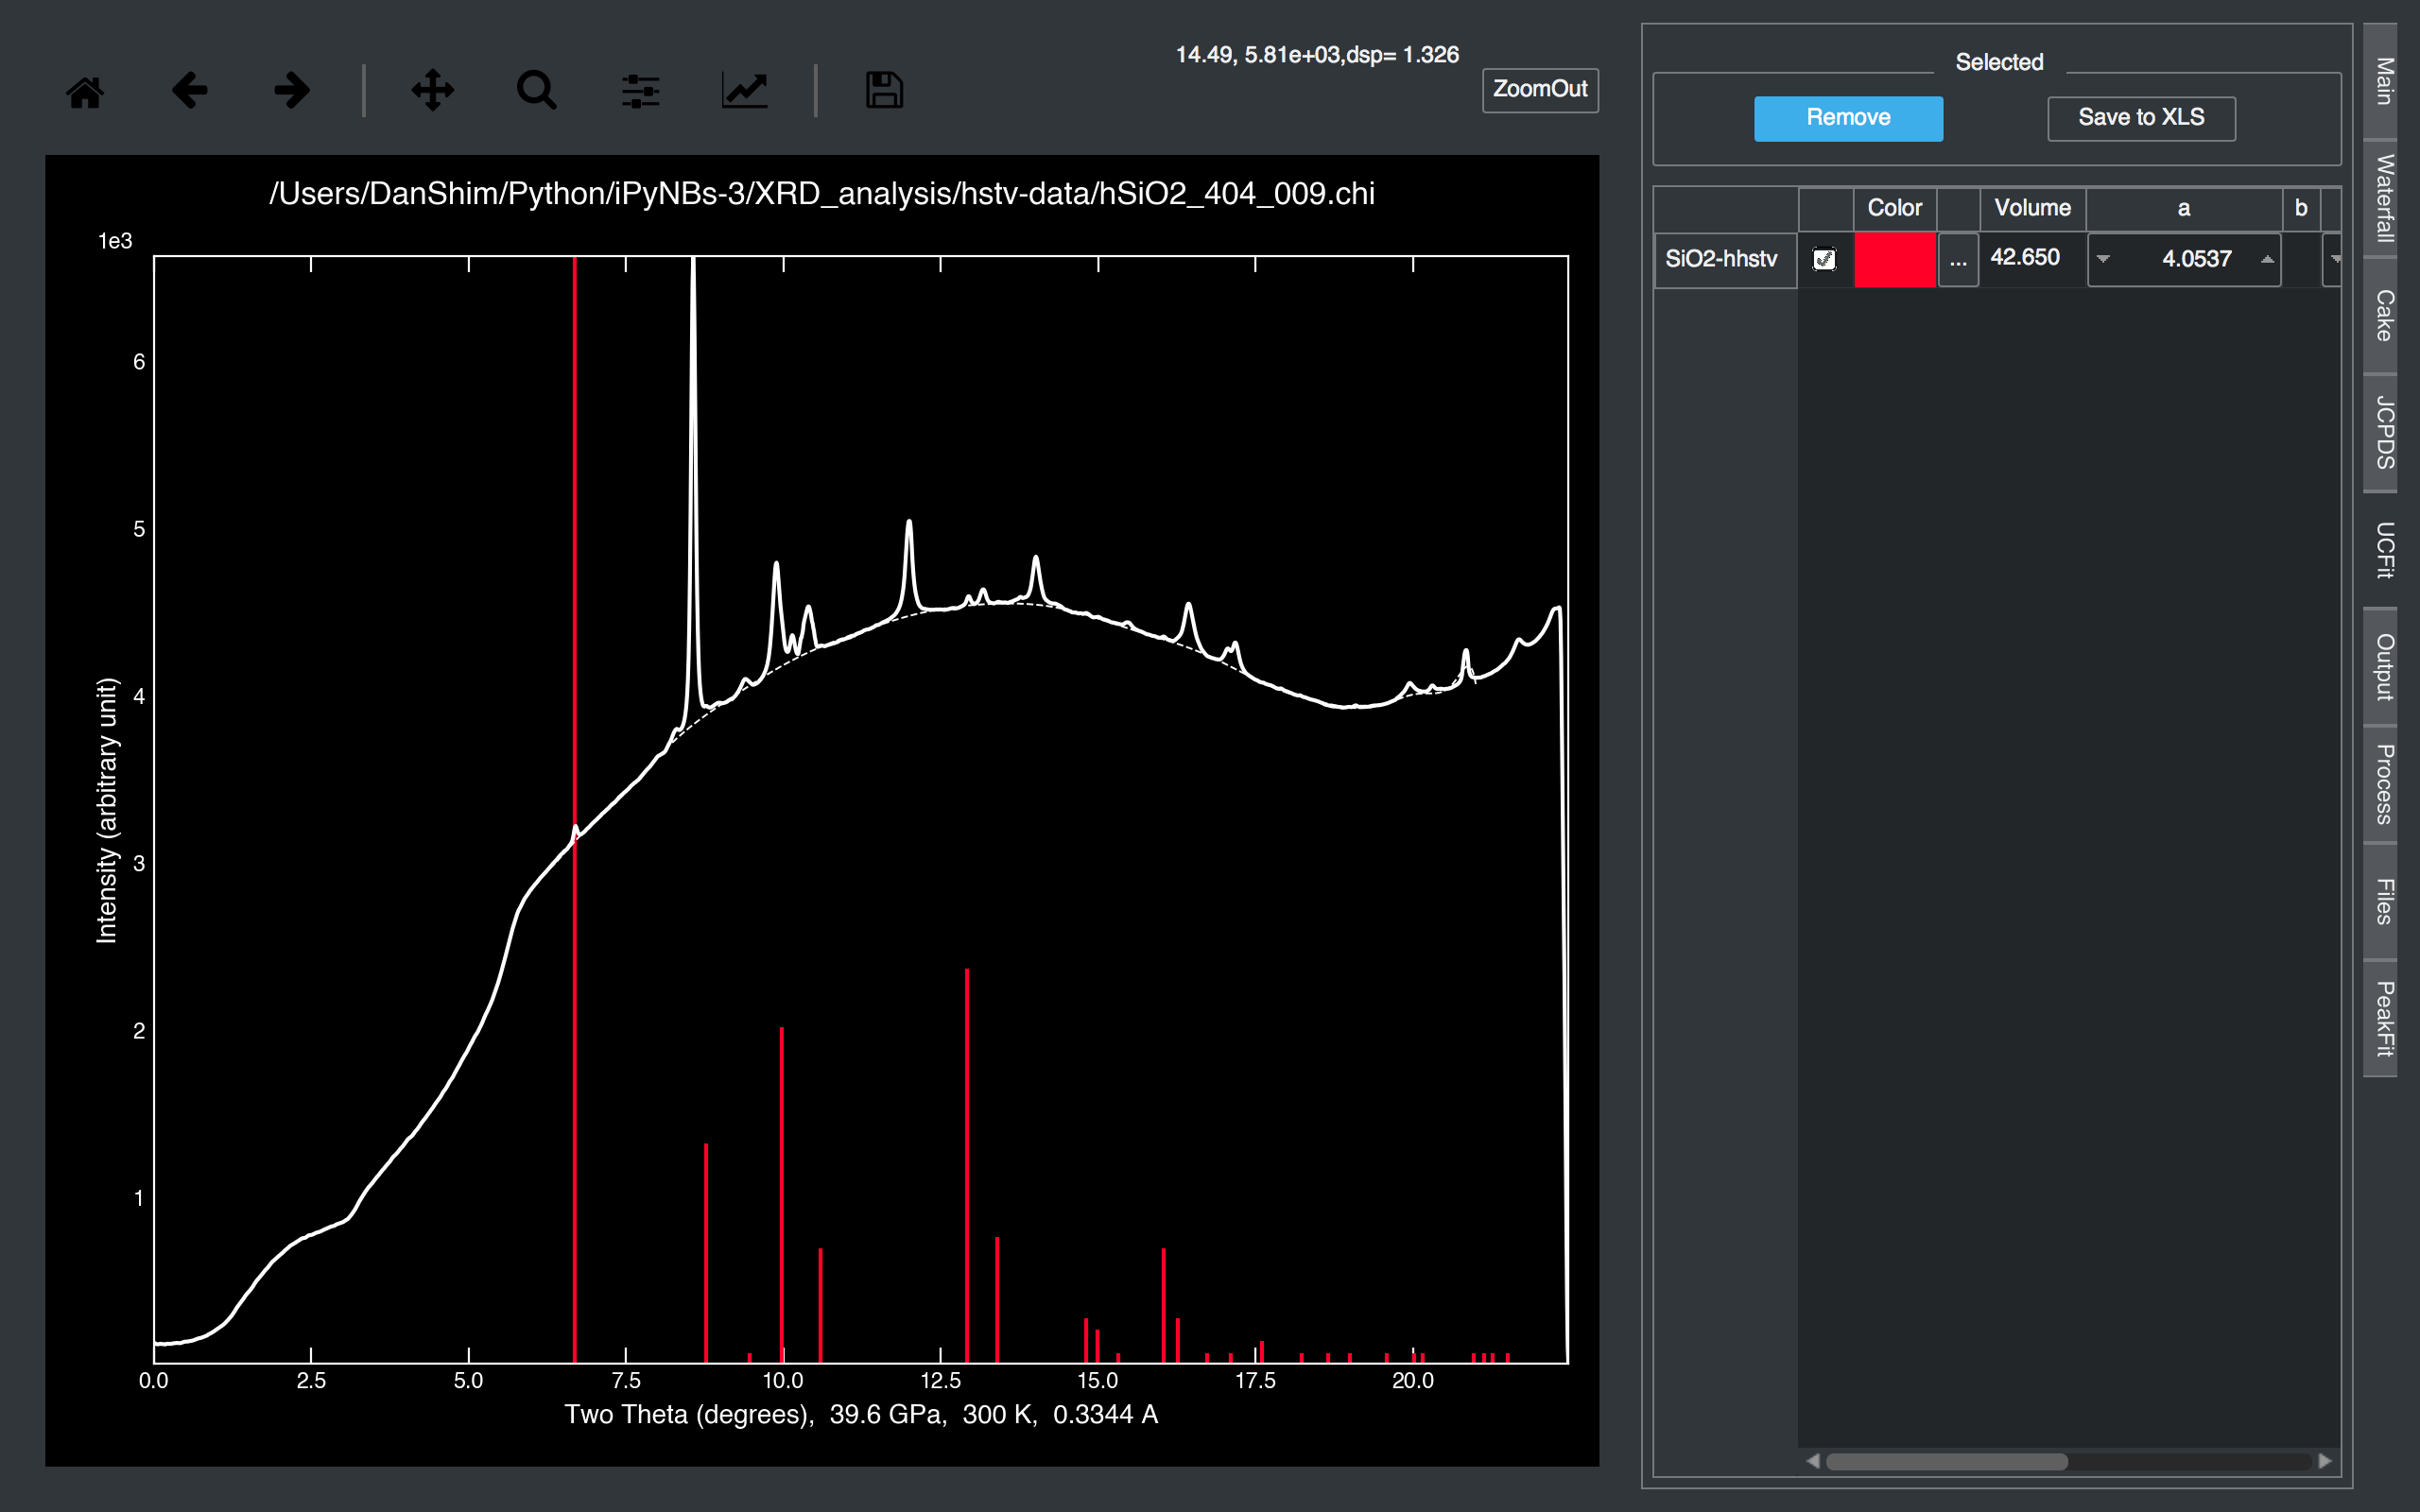 14.49, 5.81e+03,dsp= 1.326
ZoomOut
/Users/DanShim/Python/iPyNBs-3/XRD_analysis/hstv-data/hSiO2_404_009.chi
1e3
6
5
4
3
2
1
Intensity (arbitrary unit)
0.0 2.5 5.0 7.5 10.0 12.5 15.0 17.5 20.0
Two Theta (degrees), 39.6 GPa, 300 K, 0.3344 A
Selected
Remove Save to XLS
Color Volume a b
SiO2-hhstv ... 42.650 4.0537
Main
Waterfall
Cake
JCPDS
UCFit
Output
Process
Files
PeakFit